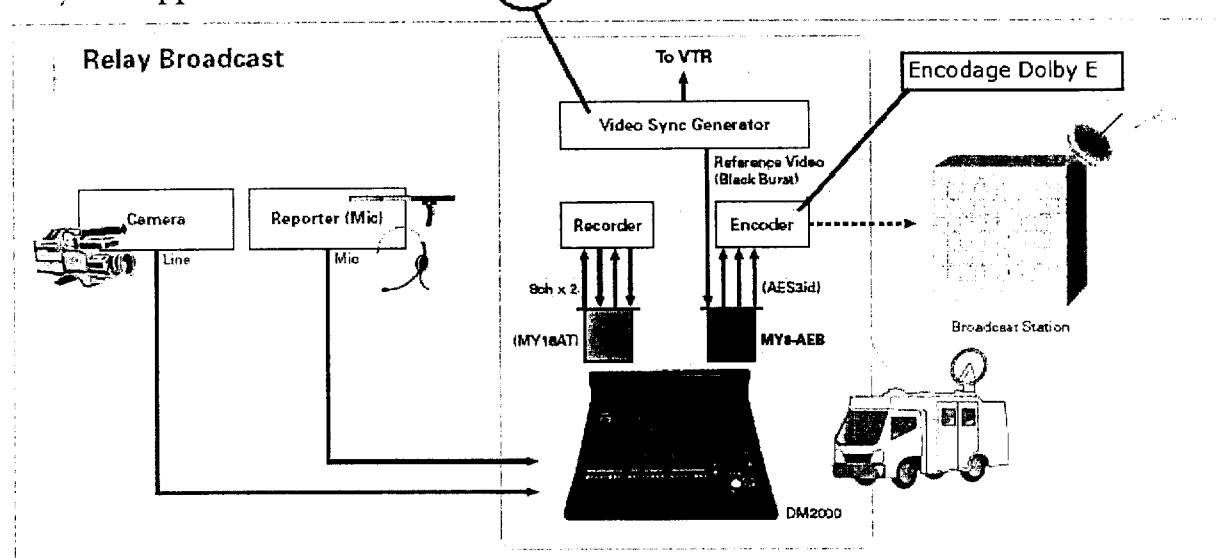 Relay Broadcast
To VTR
Encodage Dolby E
Video Sync Generator
Reference Video
(Black Burst)
Camera
Reporter (Mic)
Recorder
Encoder
Line
Mic
8ch x 2
(AES3id)
Broadcast Station
(MY16AT)
MY8-AEB
DM2000